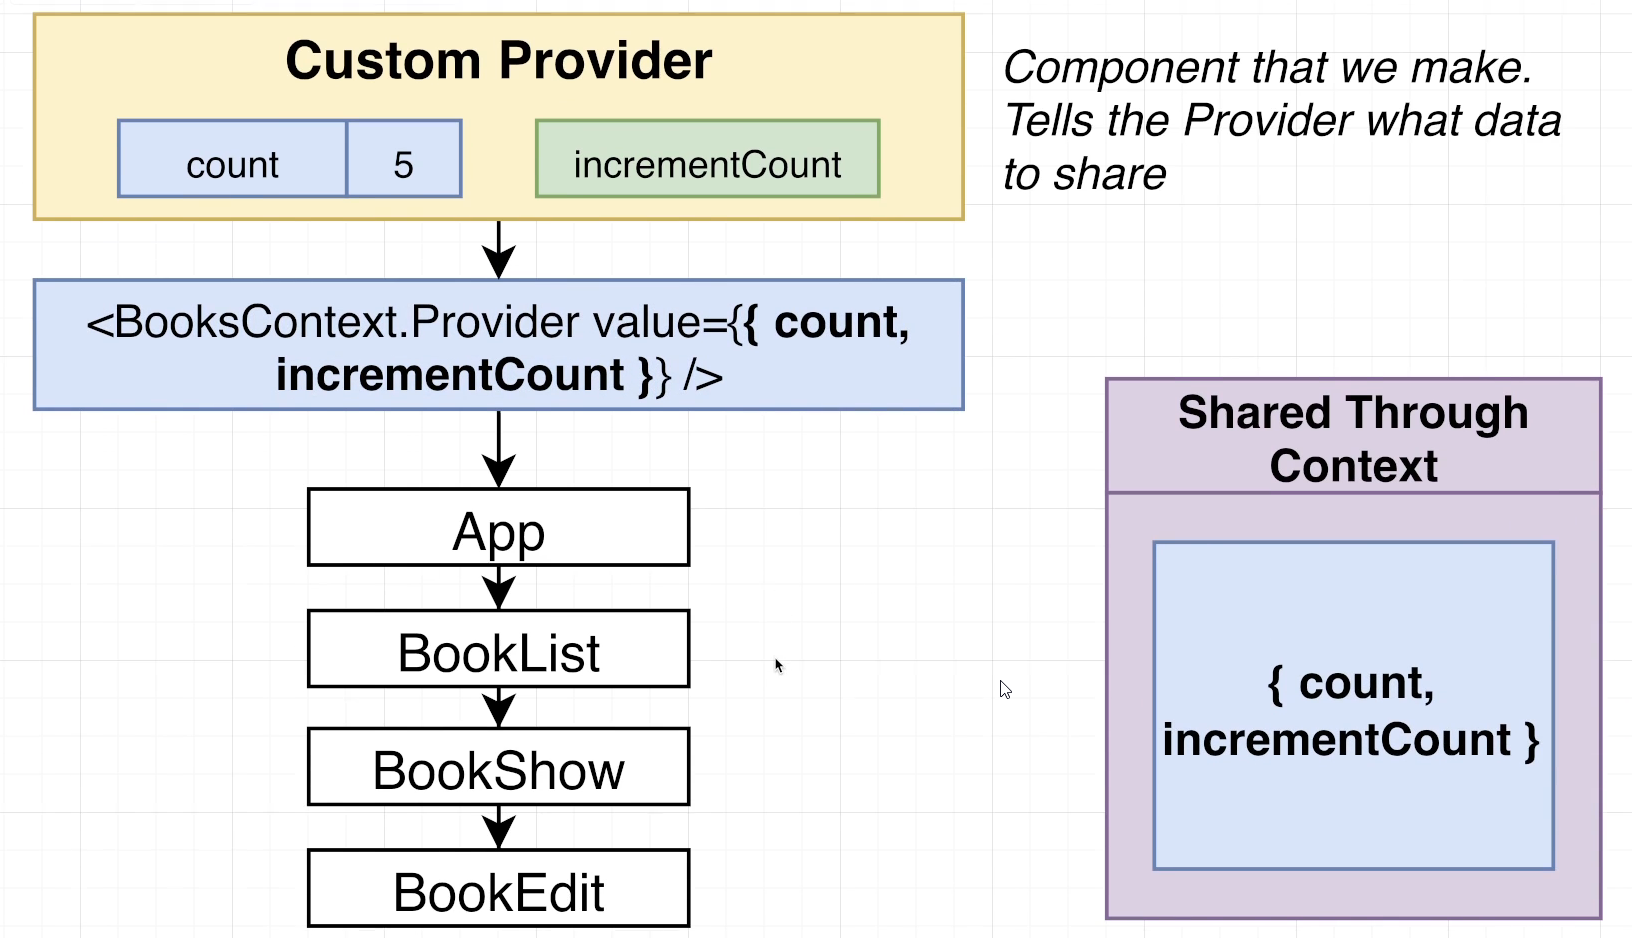 Custom Provider
count
5
incrementCount
Component that we make.
Tells the Provider what data
to share
<BooksContext.Provider value={{ count,
incrementCount }} />
App
BookList
BookShow
BookEdit
Shared Through
Context
{ count,
incrementCount }